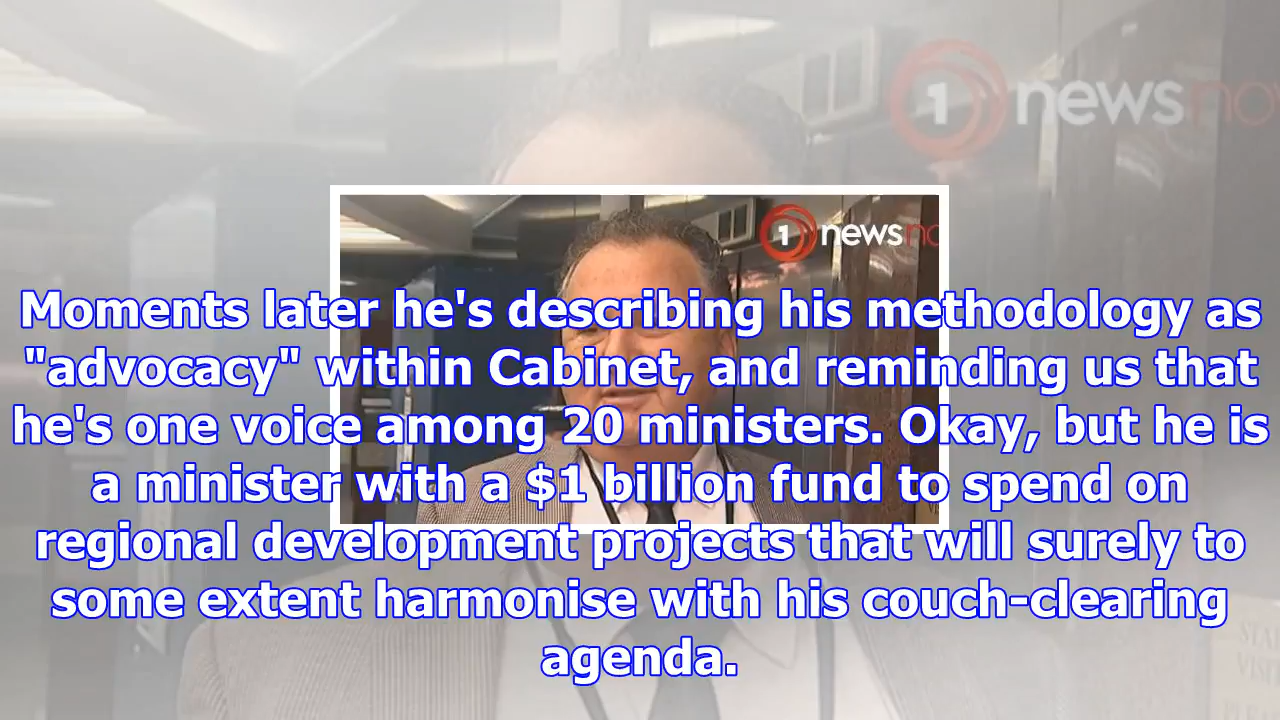 1 news no
1 newsno
Moments later he's describing his methodology as
"advocacy" within Cabinet, and reminding us that
he's one voice among 20 ministers. Okay, but he is
a minister with a $1 billion fund to spend on
regional development projects that will surely to
some extent harmonise with his couch-clearing
agenda.